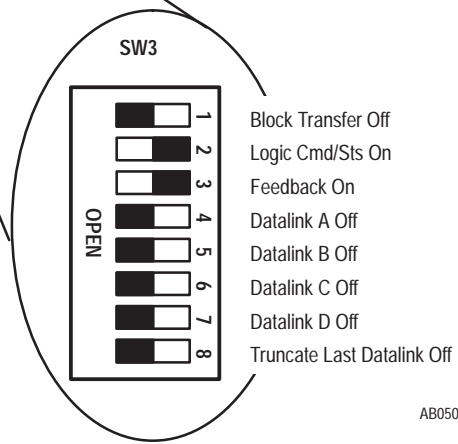 SW3
OPEN
1 Block Transfer Off
2 Logic Cmd/Sts On
3 Feedback On
4 Datalink A Off
5 Datalink B Off
6 Datalink C Off
7 Datalink D Off
8 Truncate Last Datalink Off
AB050